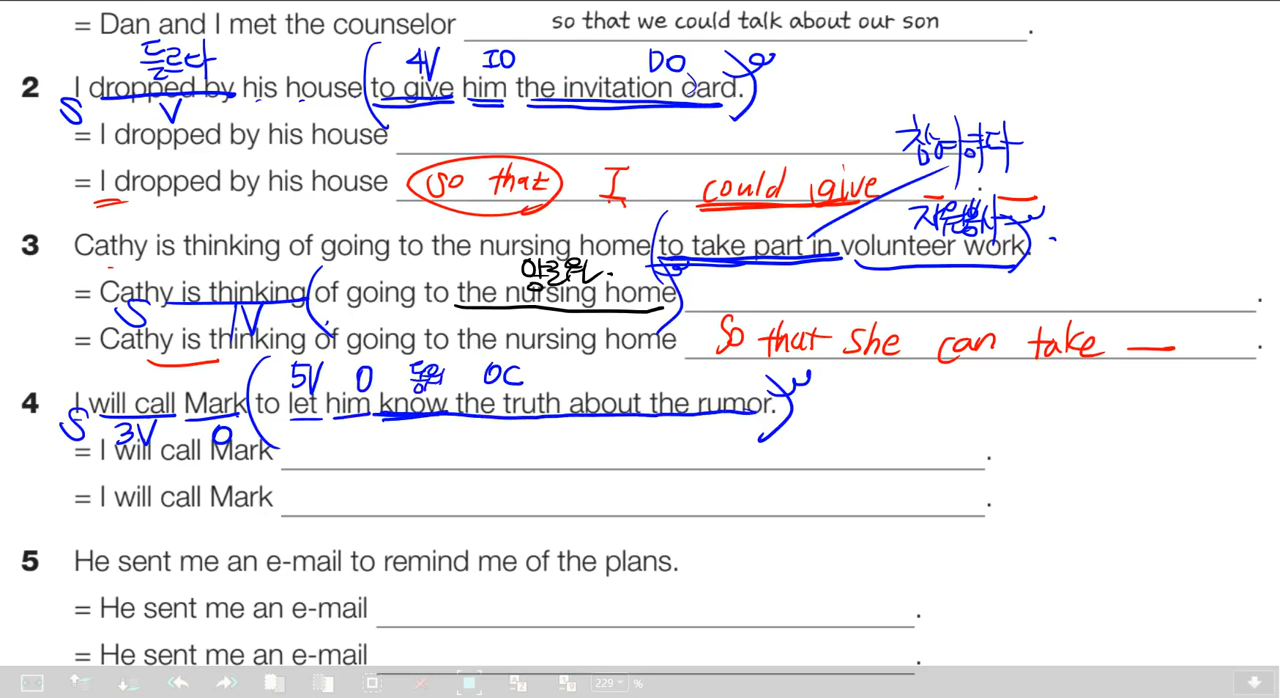 = Dan and I met the counselor so that we could talk about our son.
들르다 4V IO DO
2 I dropped by his house to give him the invitation card.
S V
= I dropped by his house
참여하다
= I dropped by his house so that I could give
자원봉사
3 Cathy is thinking of going to the nursing home to take part in volunteer work.
양로원
= Cathy is thinking of going to the nursing home .
S 1V
= Cathy is thinking of going to the nursing home so that she can take .
5V O OC
4 I will call Mark to let him know the truth about the rumor.
S 3V O
= I will call Mark .
= I will call Mark .
5 He sent me an e-mail to remind me of the plans.
= He sent me an e-mail .
= He sent me an e-mail .
229 %